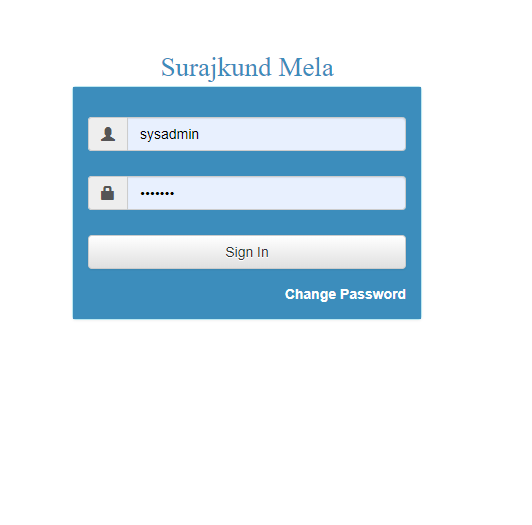 Surajkund Mela
sysadmin
•••••••
Sign In
Change Password